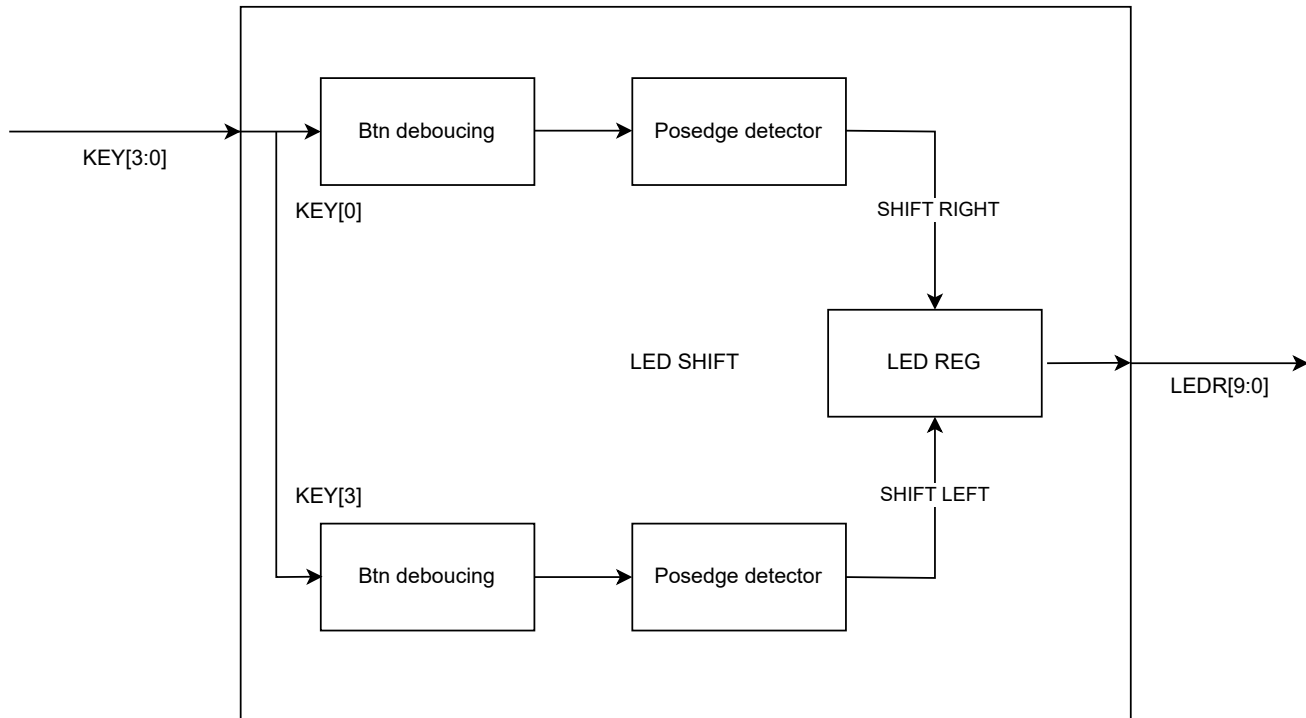 Btn deboucing
Posedge detector
KEY[3:0]
KEY[0]
SHIFT RIGHT
LED SHIFT
LED REG
LEDR[9:0]
KEY[3]
SHIFT LEFT
Btn deboucing
Posedge detector